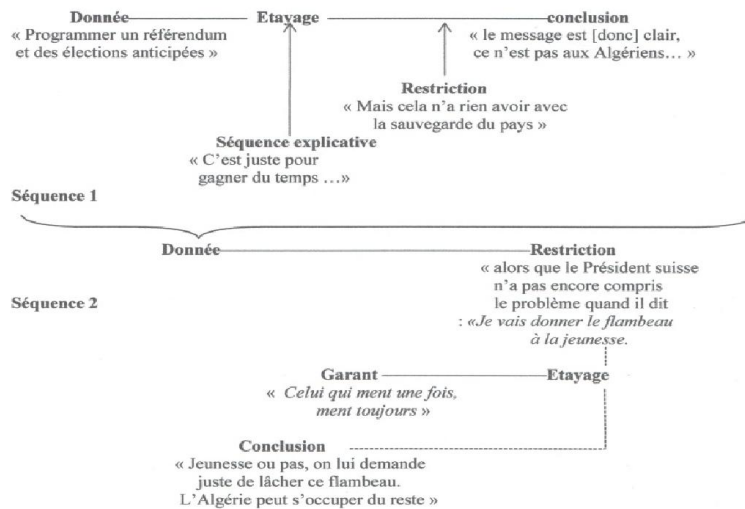 Donnée Etayage conclusion
« Programmer un référendum
et des élections anticipées »
« le message est [donc] clair,
ce n'est pas aux Algériens… »
Restriction
« Mais cela n'a rien avoir avec
la sauvegarde du pays »
Séquence explicative
« C'est juste pour
gagner du temps …»
Séquence 1
Donnée Restriction
« alors que le Président suisse
n'a pas encore compris
le problème quand il dit
: «Je vais donner le flambeau
à la jeunesse.
Séquence 2
Garant Etayage
« Celui qui ment une fois,
ment toujours »
Conclusion
« Jeunesse ou pas, on lui demande
juste de lâcher ce flambeau.
L'Algérie peut s'occuper du reste »